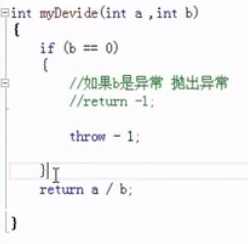 int myDevide(int a ,int b)
{
if (b == 0)
{
//如果b是异常 抛出异常
//return -1;
throw - 1;
}
return a / b;
}